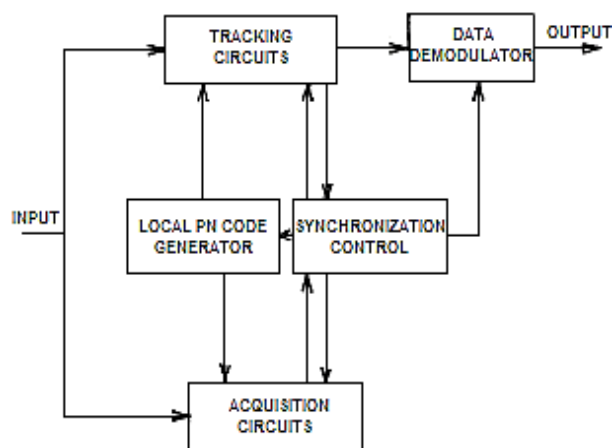 TRACKING
CIRCUITS
DATA
DEMODULATOR
OUTPUT
INPUT
LOCAL PN CODE
GENERATOR
SYNCHRONIZATION
CONTROL
ACQUISITION
CIRCUITS